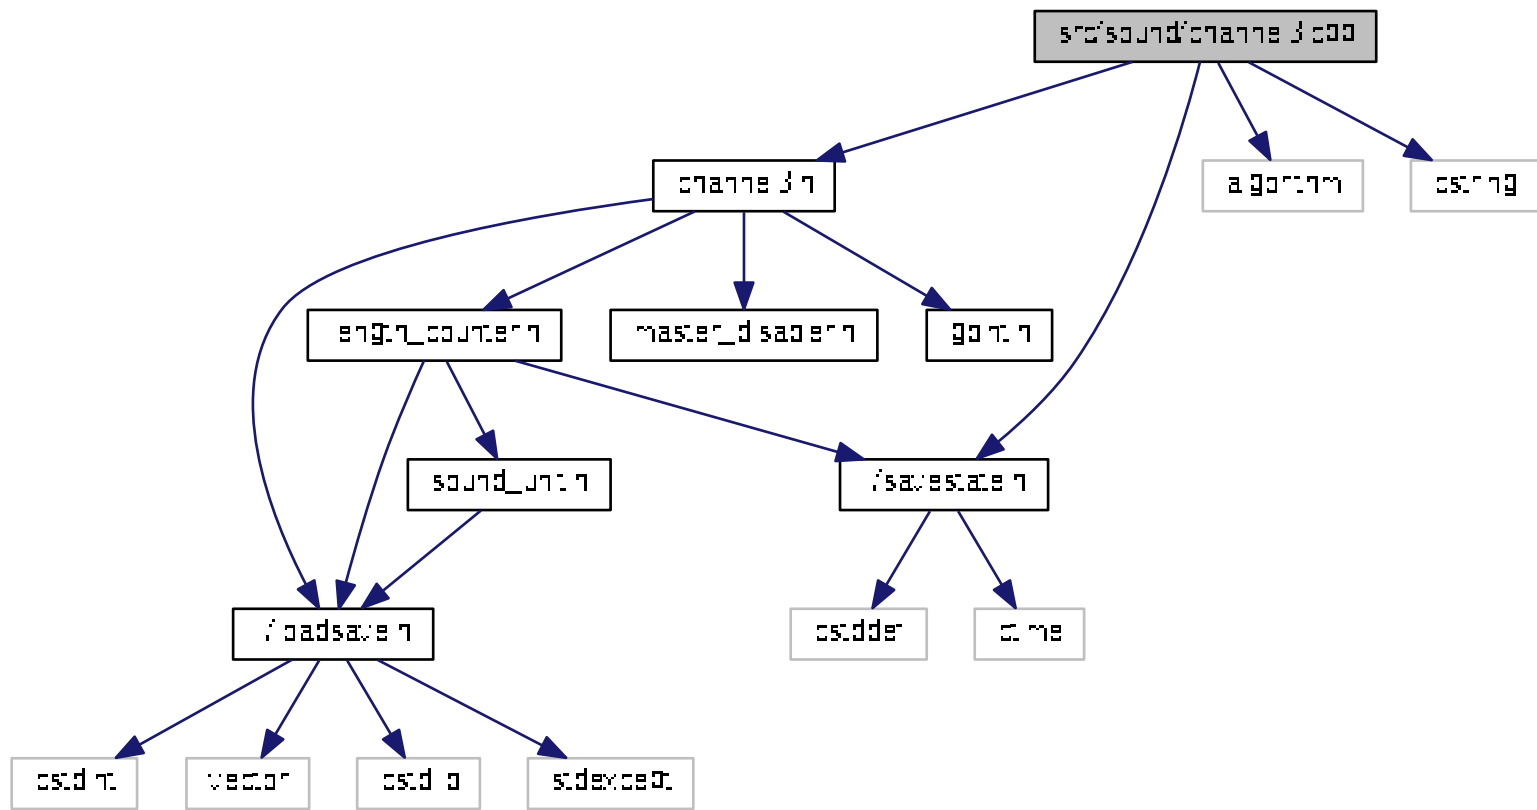 src/sound/channel3.cpp
channel3.h
algorithm
cstring
length_counter.h
master_disabler.h
gbint.h
sound_unit.h
../savestate.h
../loadsave.h
cstddef
ctime
cstdint
vector
cstdio
stdexcept